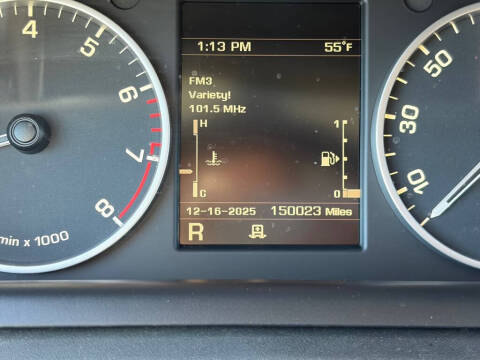 1:13 PM 55°F
FM3
Variety!
101.5 MHz
H 1
C 0
12-16-2025 150023 Miles
R
4
5
6
7
8
min x 1000
50
30
10